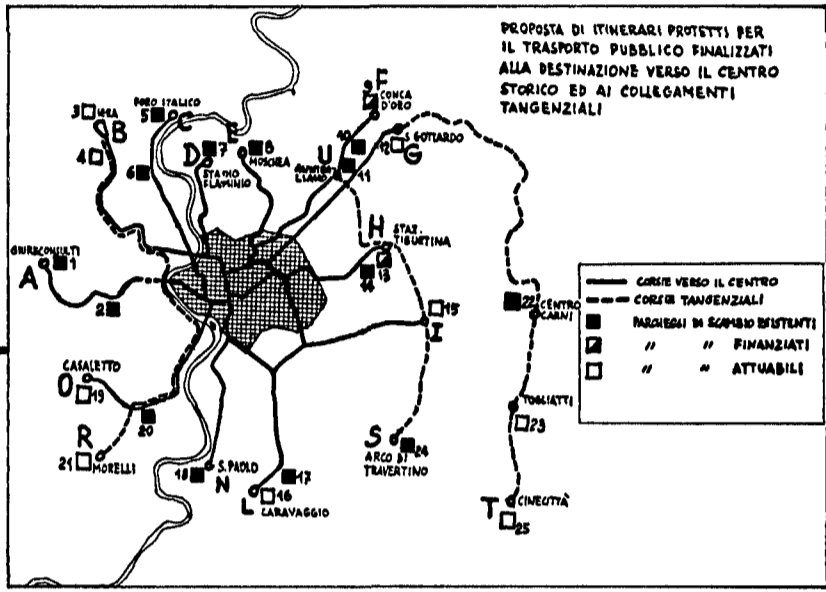 PROPOSTA DI ITINERARI PROTETTI PER
IL TRASPORTO PUBBLICO FINALIZZATI
ALLA DESTINAZIONE VERSO IL CENTRO
STORICO ED AI COLLEGAMENTI
TANGENZIALI
F
9
CONCA
D'ORO
3
B
4
FORO ITALICO
5
C
E
6
D
7
STADIO
FLAMINIO
8
MOSCHEA
10
11
U
S GOTTARDO
12
G
GIURECONSULTI
1
A
2
H
STAZ.
TIBURTINA
13
14
15
I
22
CENTRO
CARNI
CORSIE VERSO IL CENTRO
CORSIE TANGENZIALI
PARCHEGGI DI SCAMBIO ESISTENTI
" " FINANZIATI
" " ATTUABILI
CASALETTO
O
19
20
R
21
MORELLI
18
S. PAOLO
N
17
16
L
CARAVAGGIO
S
24
ARCO DI
TRAVERTINO
TOGLIATTI
23
T
CINECITTÀ
25